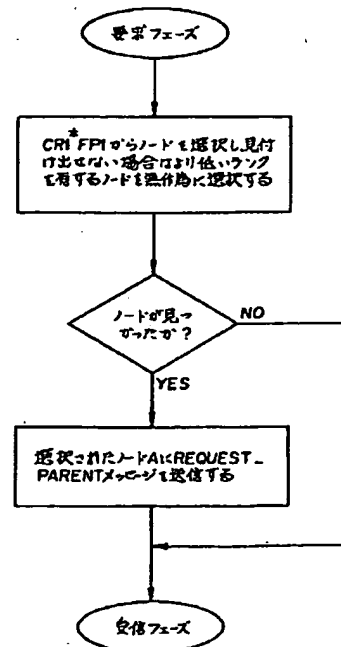 要求フェーズ
CRI*FPIからノードを選択し見付
け出せない場合はより低いランク
を有するノードを無作為に選択する
ノードが見つ
かったか?
NO
YES
選択されたノードAにREQUEST_
PARENTメッセージを送信する
受信フェーズ